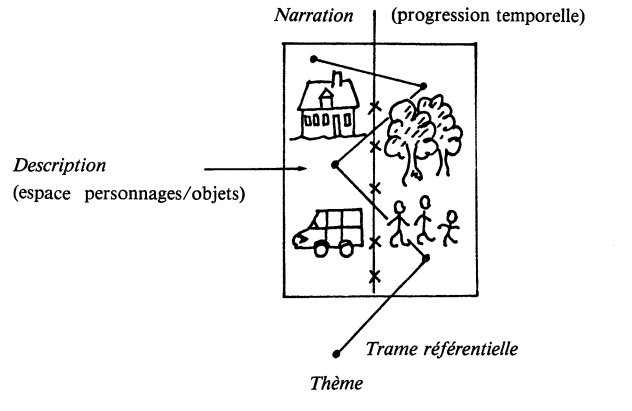 Narration (progression temporelle)
Description
(espace personnages/objets)
Trame référentielle
Thème